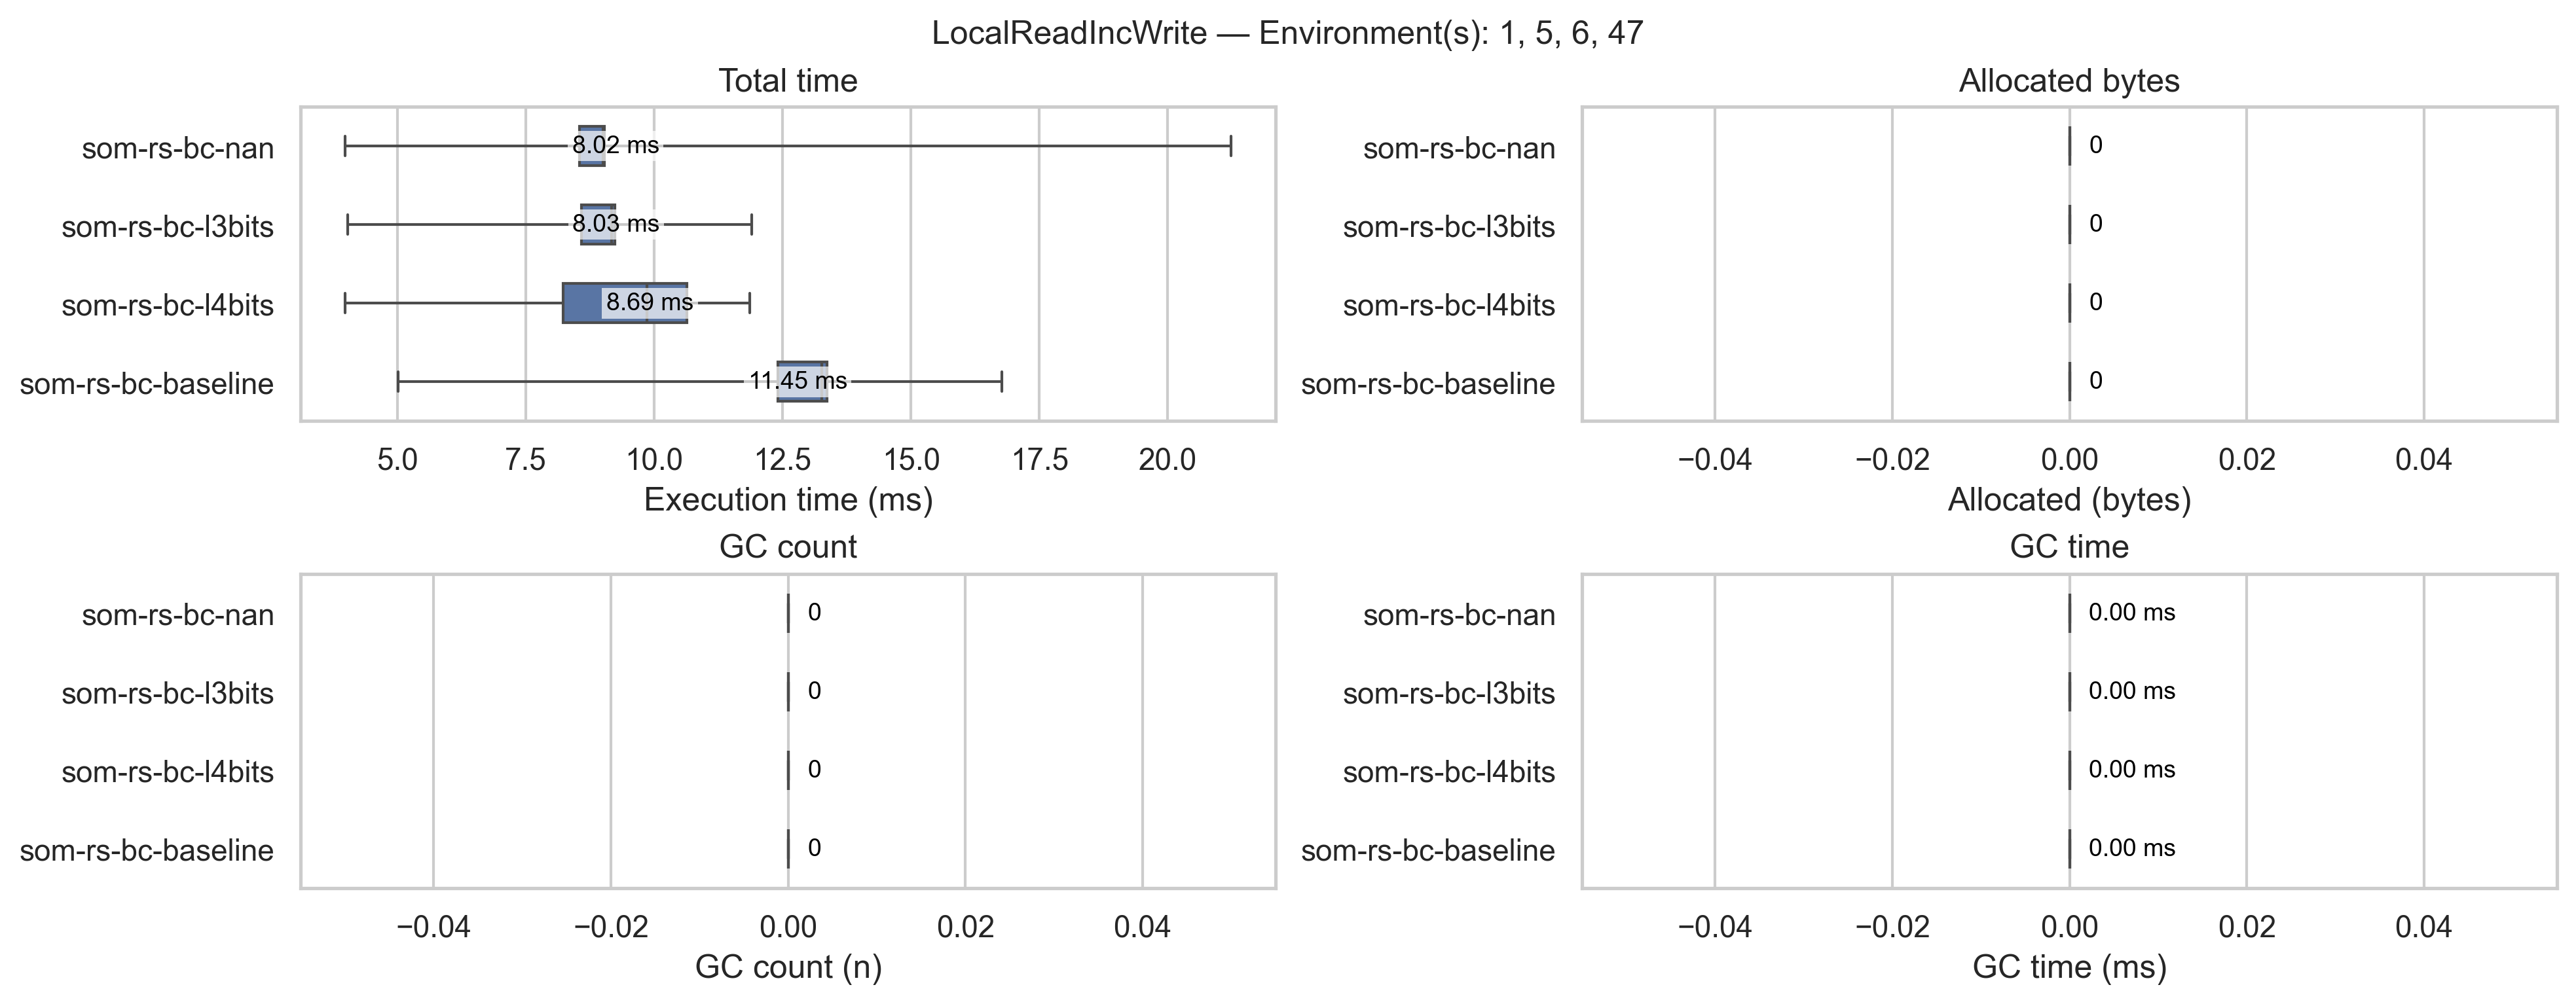 LocalReadIncWrite — Environment(s): 1, 5, 6, 47
Total time
som-rs-bc-nan
8.02 ms
som-rs-bc-l3bits
8.03 ms
som-rs-bc-l4bits
8.69 ms
som-rs-bc-baseline
11.45 ms
5.0 7.5 10.0 12.5 15.0 17.5 20.0
Execution time (ms)
Allocated bytes
som-rs-bc-nan
0
som-rs-bc-l3bits
0
som-rs-bc-l4bits
0
som-rs-bc-baseline
0
−0.04 −0.02 0.00 0.02 0.04
Allocated (bytes)
GC count
som-rs-bc-nan
0
som-rs-bc-l3bits
0
som-rs-bc-l4bits
0
som-rs-bc-baseline
0
−0.04 −0.02 0.00 0.02 0.04
GC count (n)
GC time
som-rs-bc-nan
0.00 ms
som-rs-bc-l3bits
0.00 ms
som-rs-bc-l4bits
0.00 ms
som-rs-bc-baseline
0.00 ms
−0.04 −0.02 0.00 0.02 0.04
GC time (ms)